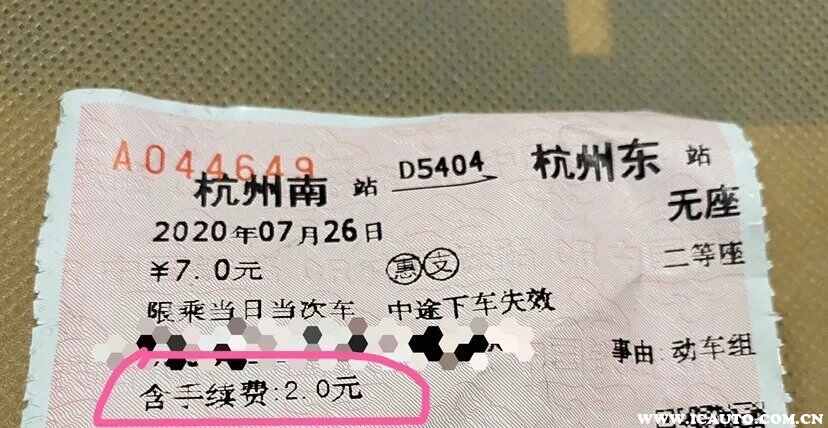 A044649
杭州南 站 D5404 杭州东 站
2020年07月26日 无座
¥7.0元 惠 支 二等座
限乘当日当次车 中途下车失效
事由:动车组
含手续费:2.0元
WWW.ICAUTO.COM.CN